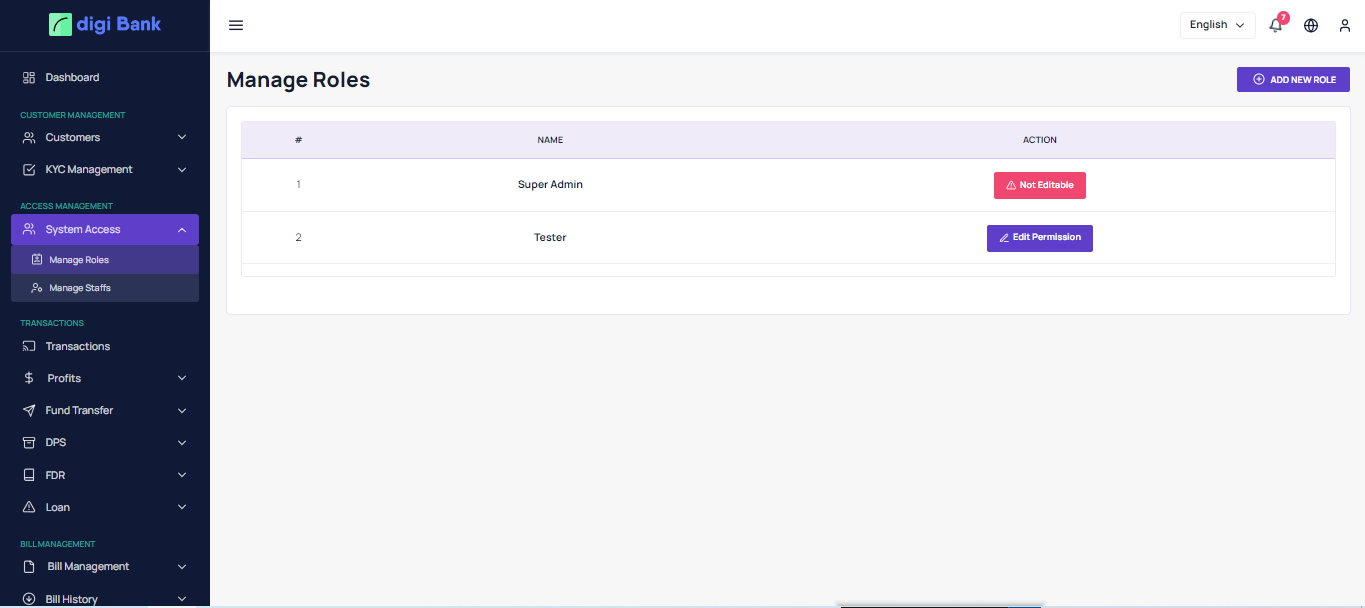 digi Bank
English
7
Dashboard
CUSTOMER MANAGEMENT
Customers
KYC Management
ACCESS MANAGEMENT
System Access
Manage Roles
Manage Staffs
TRANSACTIONS
Transactions
Profits
Fund Transfer
DPS
FDR
Loan
BILL MANAGEMENT
Bill Management
Bill History
Manage Roles
ADD NEW ROLE
# NAME ACTION
1 Super Admin Not Editable
2 Tester Edit Permission